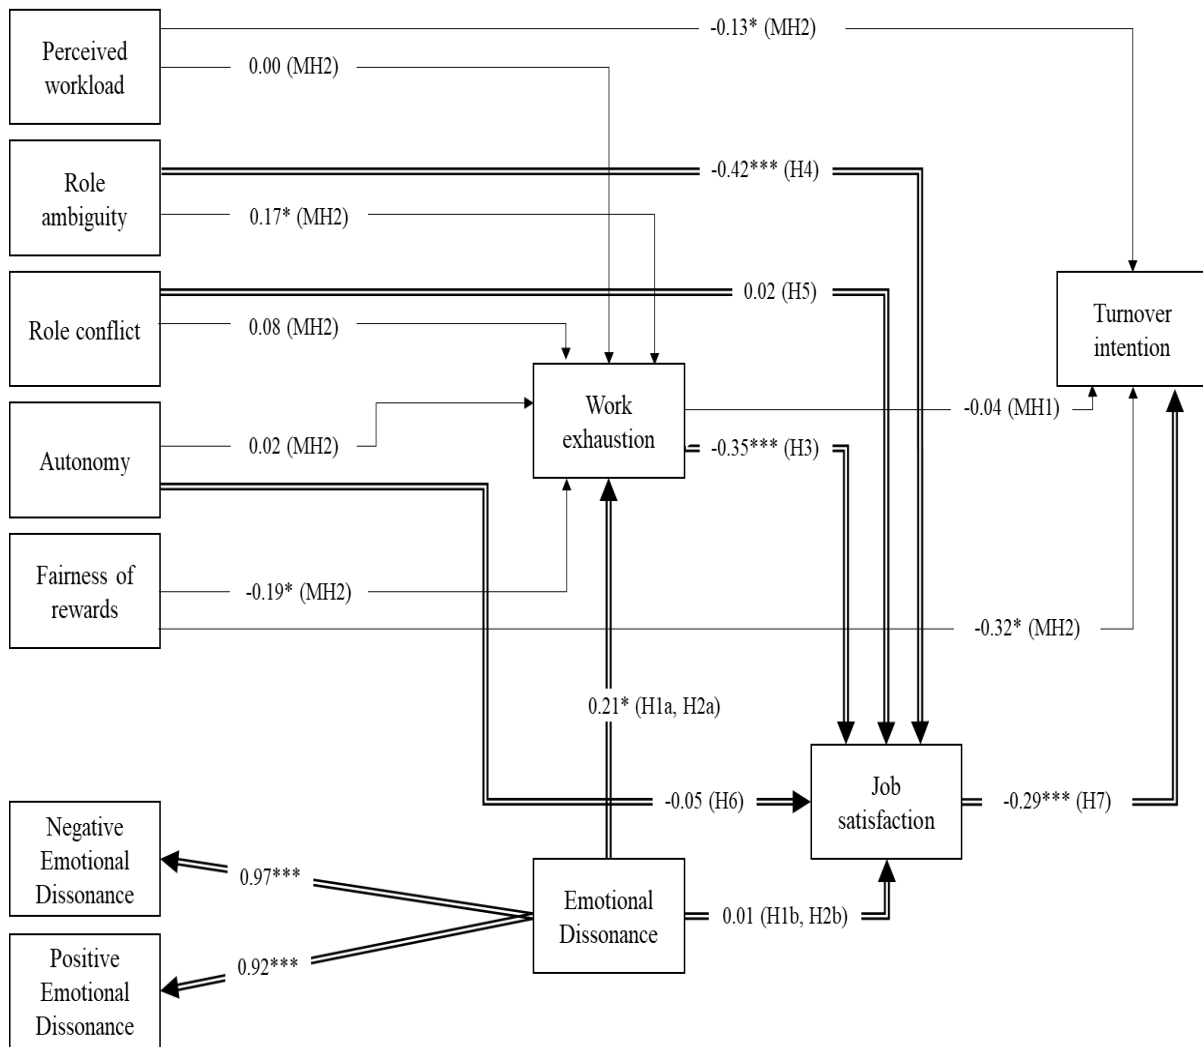 -0.13* (MH2)
Perceived
workload
0.00 (MH2)
-0.42*** (H4)
Role
ambiguity
0.17* (MH2)
0.02 (H5)
Role conflict
0.08 (MH2)
Turnover
intention
Work
exhaustion
-0.04 (MH1)
-0.35*** (H3)
Autonomy
0.02 (MH2)
Fairness of
rewards
-0.19* (MH2)
-0.32* (MH2)
0.21* (H1a, H2a)
Job
satisfaction
-0.05 (H6)
-0.29*** (H7)
Negative
Emotional
Dissonance
0.97***
Emotional
Dissonance
0.01 (H1b, H2b)
Positive
Emotional
Dissonance
0.92***